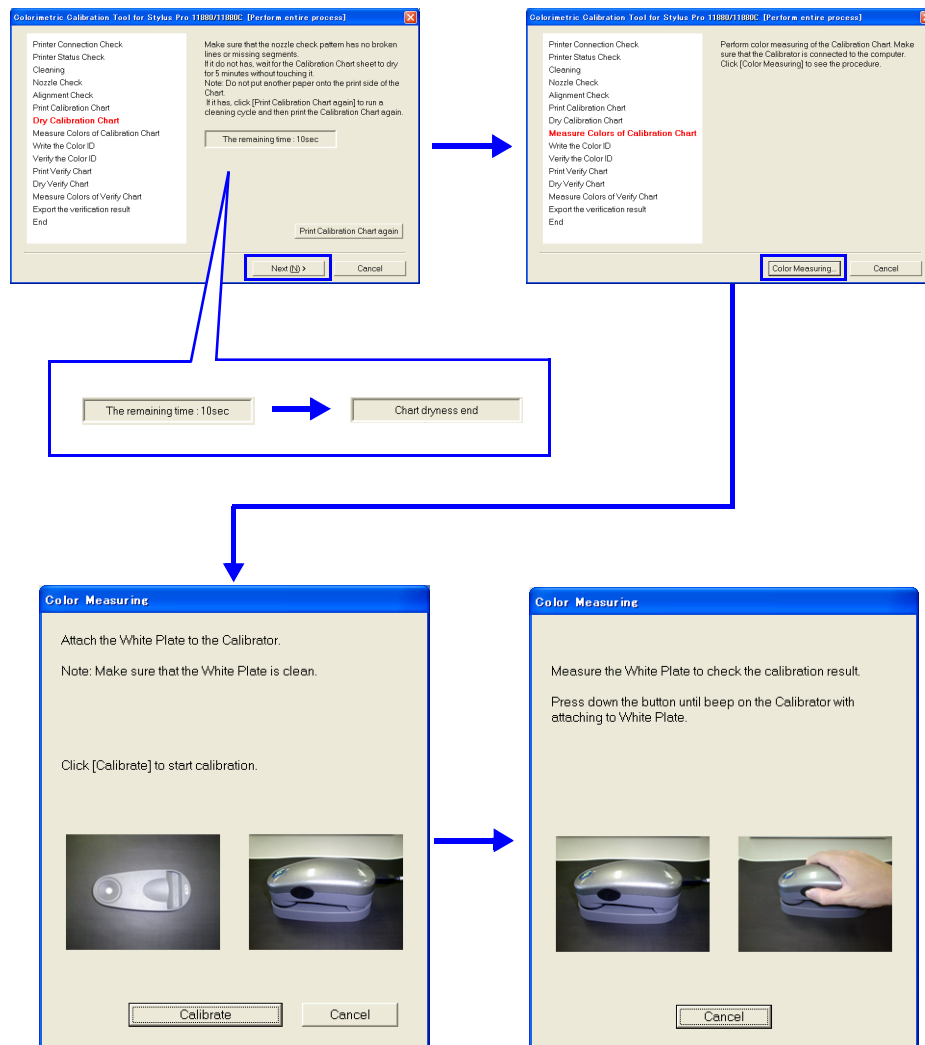 Colorimetric Calibration Tool for Stylus Pro 11880/11880C [Perform entire process]
Printer Connection Check
Printer Status Check
Cleaning
Nozzle Check
Alignment Check
Print Calibration Chart
Dry Calibration Chart
Measure Colors of Calibration Chart
Write the Color ID
Verify the Color ID
Print Verify Chart
Dry Verify Chart
Measure Colors of Verify Chart
Export the verification result
End
Make sure that the nozzle check pattern has no broken
lines or missing segments.
If it do not has, wait for the Calibration Chart sheet to dry
for 5 minutes without touching it.
Note: Do not put another paper onto the print side of the
Chart.
If it has, click [Print Calibration Chart again] to run a
cleaning cycle and then print the Calibration Chart again.
The remaining time : 10sec
Print Calibration Chart again
Next (N) >
Cancel
Colorimetric Calibration Tool for Stylus Pro 11880/11880C [Perform entire process]
Printer Connection Check
Printer Status Check
Cleaning
Nozzle Check
Alignment Check
Print Calibration Chart
Dry Calibration Chart
Measure Colors of Calibration Chart
Write the Color ID
Verify the Color ID
Print Verify Chart
Dry Verify Chart
Measure Colors of Verify Chart
Export the verification result
End
Perform color measuring of the Calibration Chart. Make
sure that the Calibrator is connected to the computer.
Click [Color Measuring] to see the procedure.
Color Measuring...
Cancel
The remaining time : 10sec
Chart dryness end
Color Measuring
Attach the White Plate to the Calibrator.
Note: Make sure that the White Plate is clean.
Click [Calibrate] to start calibration.
Calibrate
Cancel
Color Measuring
Measure the White Plate to check the calibration result.
Press down the button until beep on the Calibrator with
attaching to White Plate.
Cancel